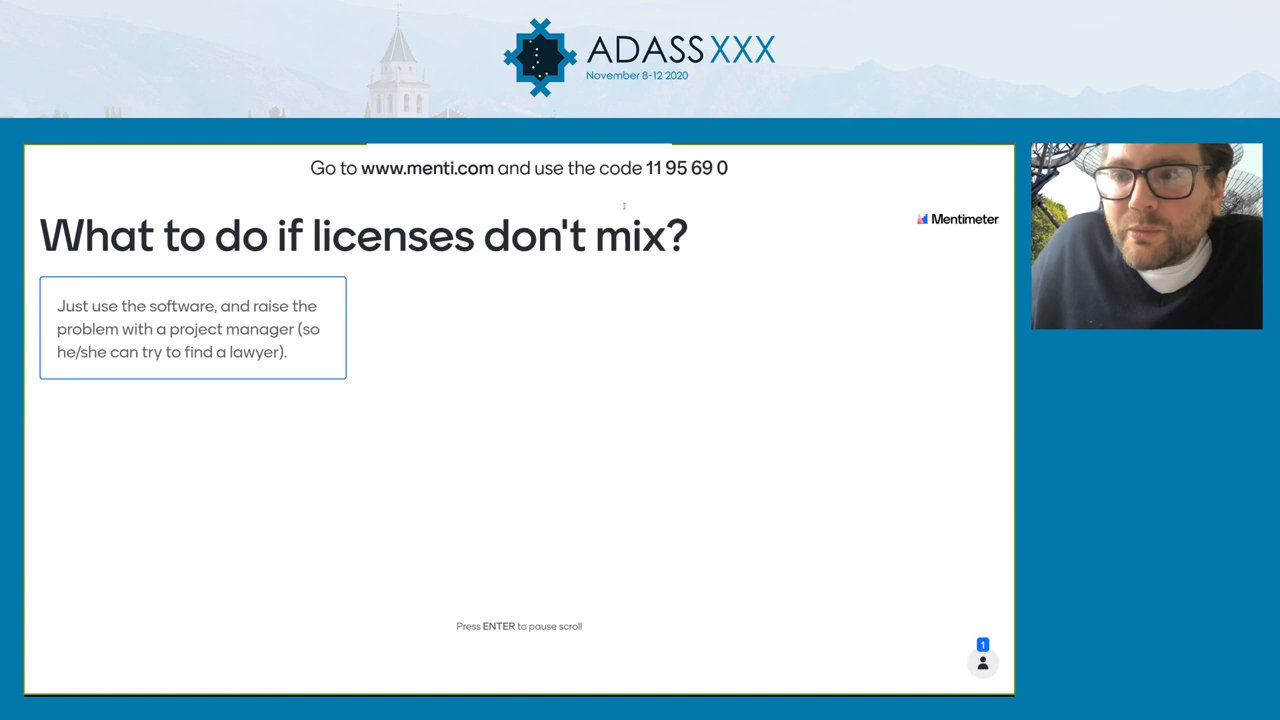 ADASS XXX
November 8-12 2020
Go to www.menti.com and use the code 11 95 69 0
What to do if licenses don't mix?
Mentimeter
Just use the software, and raise the
problem with a project manager (so
he/she can try to find a lawyer).
Press ENTER to pause scroll
1